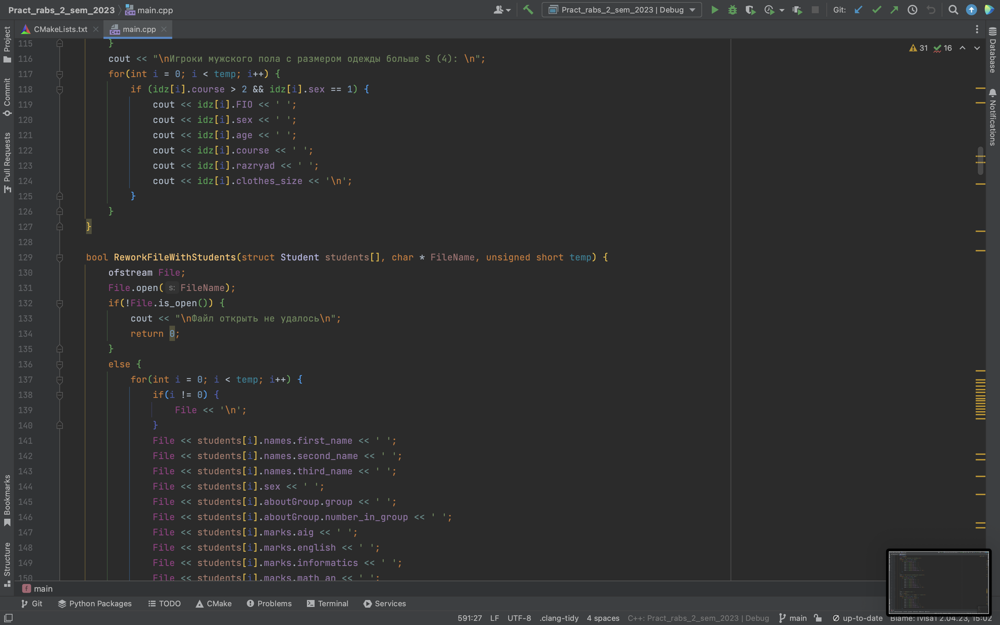 Pract_rabs_2_sem_2023 main.cpp Pract_rabs_2_sem_2023 | Debug Git:
CMakeLists.txt main.cpp
31 16
115 }
116 cout << "\nИгроки мужского пола с размером одежды больше S (4): \n";
117 for(int i = 0; i < temp; i++) {
118 if (idz[i].course > 2 && idz[i].sex == 1) {
119 cout << idz[i].FIO << ' ';
120 cout << idz[i].sex << ' ';
121 cout << idz[i].age << ' ';
122 cout << idz[i].course << ' ';
123 cout << idz[i].razryad << ' ';
124 cout << idz[i].clothes_size << '\n';
125 }
126 }
127 }
128
129 bool ReworkFileWithStudents(struct Student students[], char * FileName, unsigned short temp) {
130 ofstream File;
131 File.open( s: FileName);
132 if(!File.is_open()) {
133 cout << "\nФайл открыть не удалось\n";
134 return 0;
135 }
136 else {
137 for(int i = 0; i < temp; i++) {
138 if(i != 0) {
139 File << '\n';
140 }
141 File << students[i].names.first_name << ' ';
142 File << students[i].names.second_name << ' ';
143 File << students[i].names.third_name << ' ';
144 File << students[i].sex << ' ';
145 File << students[i].aboutGroup.group << ' ';
146 File << students[i].aboutGroup.number_in_group << ' ';
147 File << students[i].marks.aig << ' ';
148 File << students[i].marks.english << ' ';
149 File << students[i].marks.informatics << ' ';
150 File << students[i].marks.math_an << ' ';
Project
Commit
Pull Requests
Bookmarks
Structure
Database
Notifications
f main
Git Python Packages TODO CMake Problems Terminal Services
591:27 LF UTF-8 .clang-tidy 4 spaces C++: Pract_rabs_2_sem_2023 | Debug main up-to-date Blame: 2.04.23, 15:02